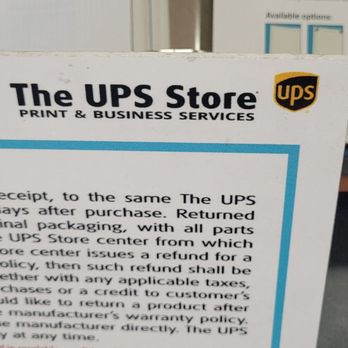 Available options:
The UPS Store
ups
PRINT & BUSINESS SERVICES
eceipt, to the same The UPS
ays after purchase. Returned
inal packaging, with all parts
e UPS Store center from which
ore center issues a refund for a
olicy, then such refund shall be
ether with any applicable taxes,
chases or a credit to customer's
uld like to return a product after
e manufacturer's warranty policy.
e manufacturer directly. The UPS
y at any time.